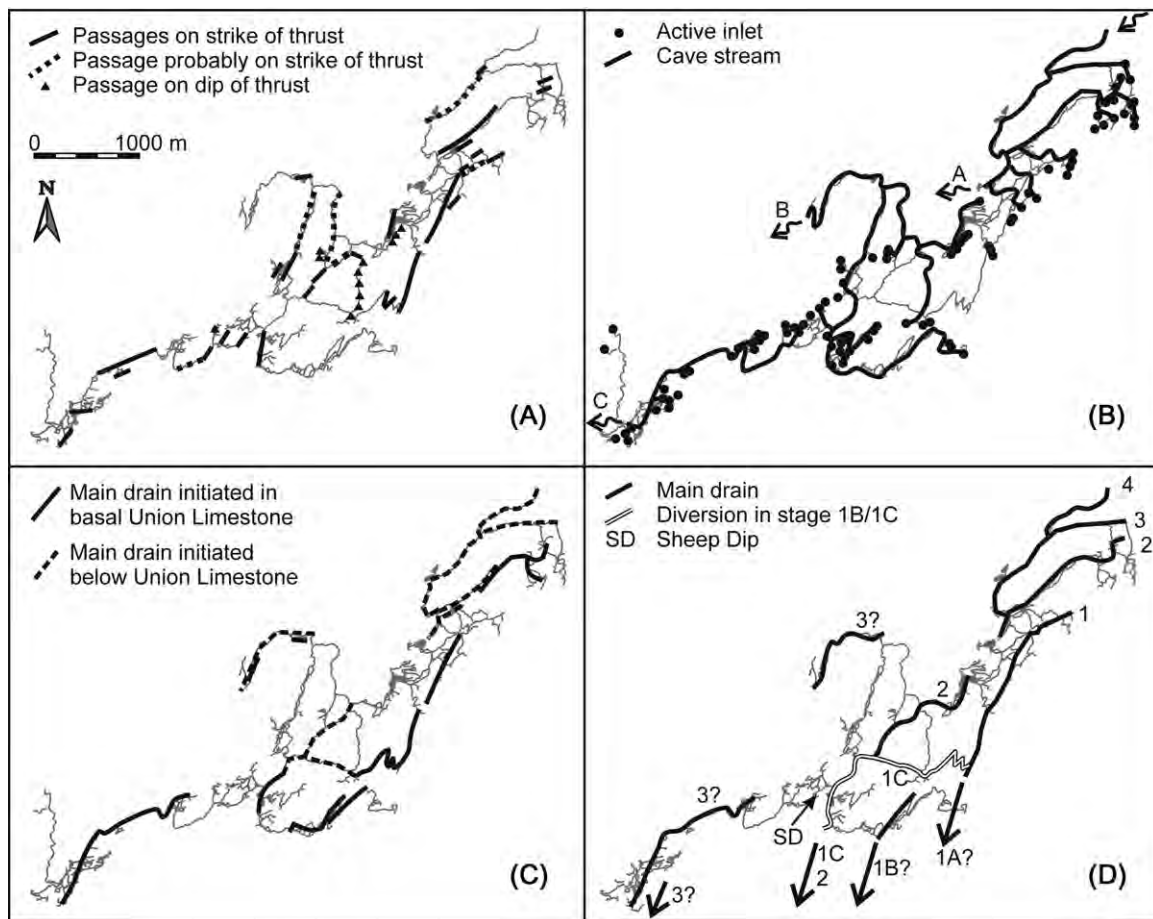 Passages on strike of thrust
Passage probably on strike of thrust
Passage on dip of thrust
0 1000 m
N
(A)
Active inlet
Cave stream
A
B
C
(B)
Main drain initiated in
basal Union Limestone
Main drain initiated
below Union Limestone
(C)
Main drain
Diversion in stage 1B/1C
SD Sheep Dip
4
3
2
1
3?
2
1C
3?
SD
1C
2
1B?
1A?
3?
(D)